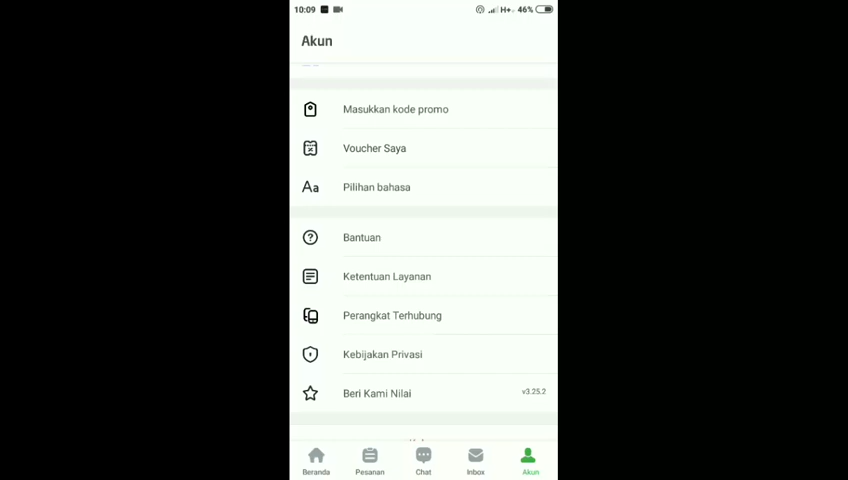 10:09 H+ 46%
Akun
Masukkan kode promo
Voucher Saya
Aa Pilihan bahasa
Bantuan
Ketentuan Layanan
Perangkat Terhubung
Kebijakan Privasi
Beri Kami Nilai v3.25.2
Beranda Pesanan Chat Inbox Akun